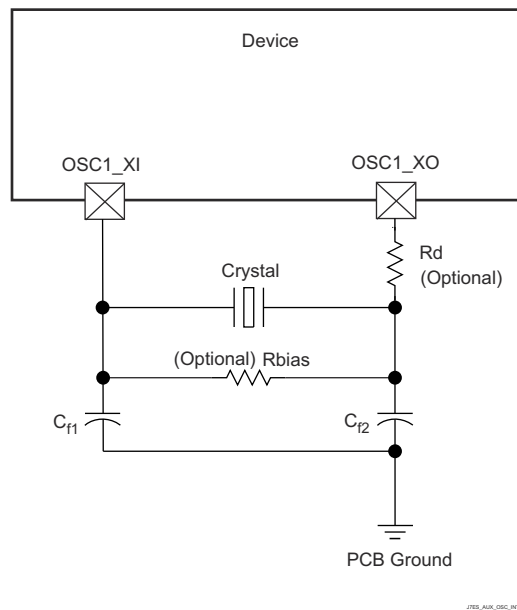 Device
OSC1_XI
OSC1_XO
Rd
(Optional)
Crystal
(Optional) Rbias
Cf1
Cf2
PCB Ground